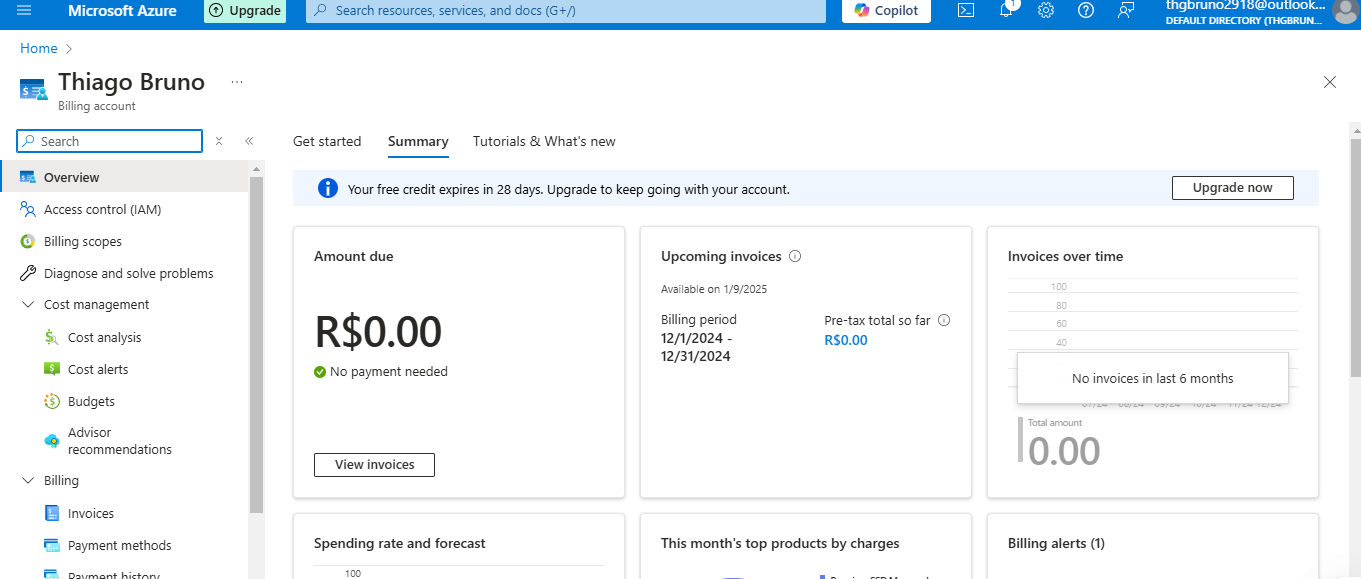 Microsoft Azure
Upgrade
Search resources, services, and docs (G+/)
Copilot
1
thgbruno2918@outlook...
DEFAULT DIRECTORY (THGBRUN...
Home
Thiago Bruno
...
Billing account
Search
Get started
Summary
Tutorials & What's new
Overview
Access control (IAM)
Billing scopes
Diagnose and solve problems
Cost management
Cost analysis
Cost alerts
Budgets
Advisor
recommendations
Billing
Invoices
Payment methods
Payment history
Your free credit expires in 28 days. Upgrade to keep going with your account.
Upgrade now
Amount due
R$0.00
No payment needed
View invoices
Upcoming invoices
Available on 1/9/2025
Billing period
12/1/2024 -
12/31/2024
Pre-tax total so far
R$0.00
Invoices over time
100
80
60
40
No invoices in last 6 months
07/24 08/24 09/24 10/24 11/24 12/24
Total amount
0.00
Spending rate and forecast
100
This month's top products by charges
Billing alerts (1)